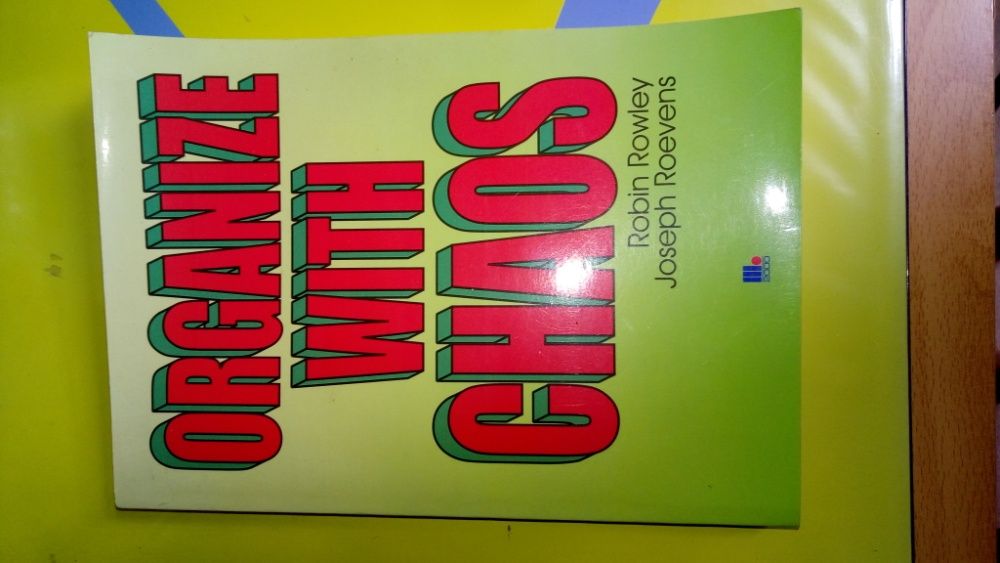 ORGANIZE
WITH
CHAOS
Robin Rowley
Joseph Roevens